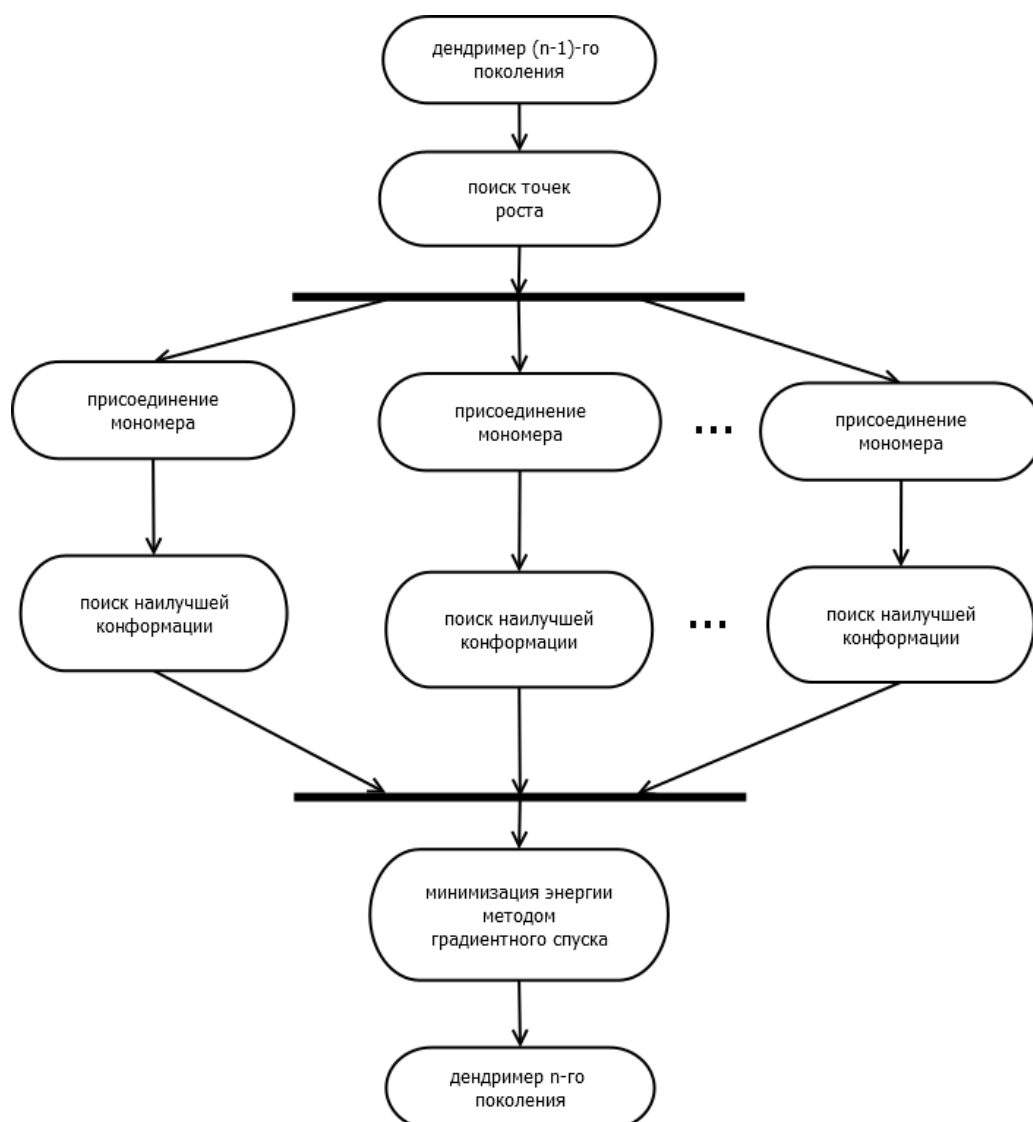 дендример (n-1)-го
поколения
поиск точек
роста
присоединение
мономера
присоединение
мономера
...
присоединение
мономера
поиск наилучшей
конформации
поиск наилучшей
конформации
...
поиск наилучшей
конформации
минимизация энергии
методом
градиентного спуска
дендример n-го
поколения